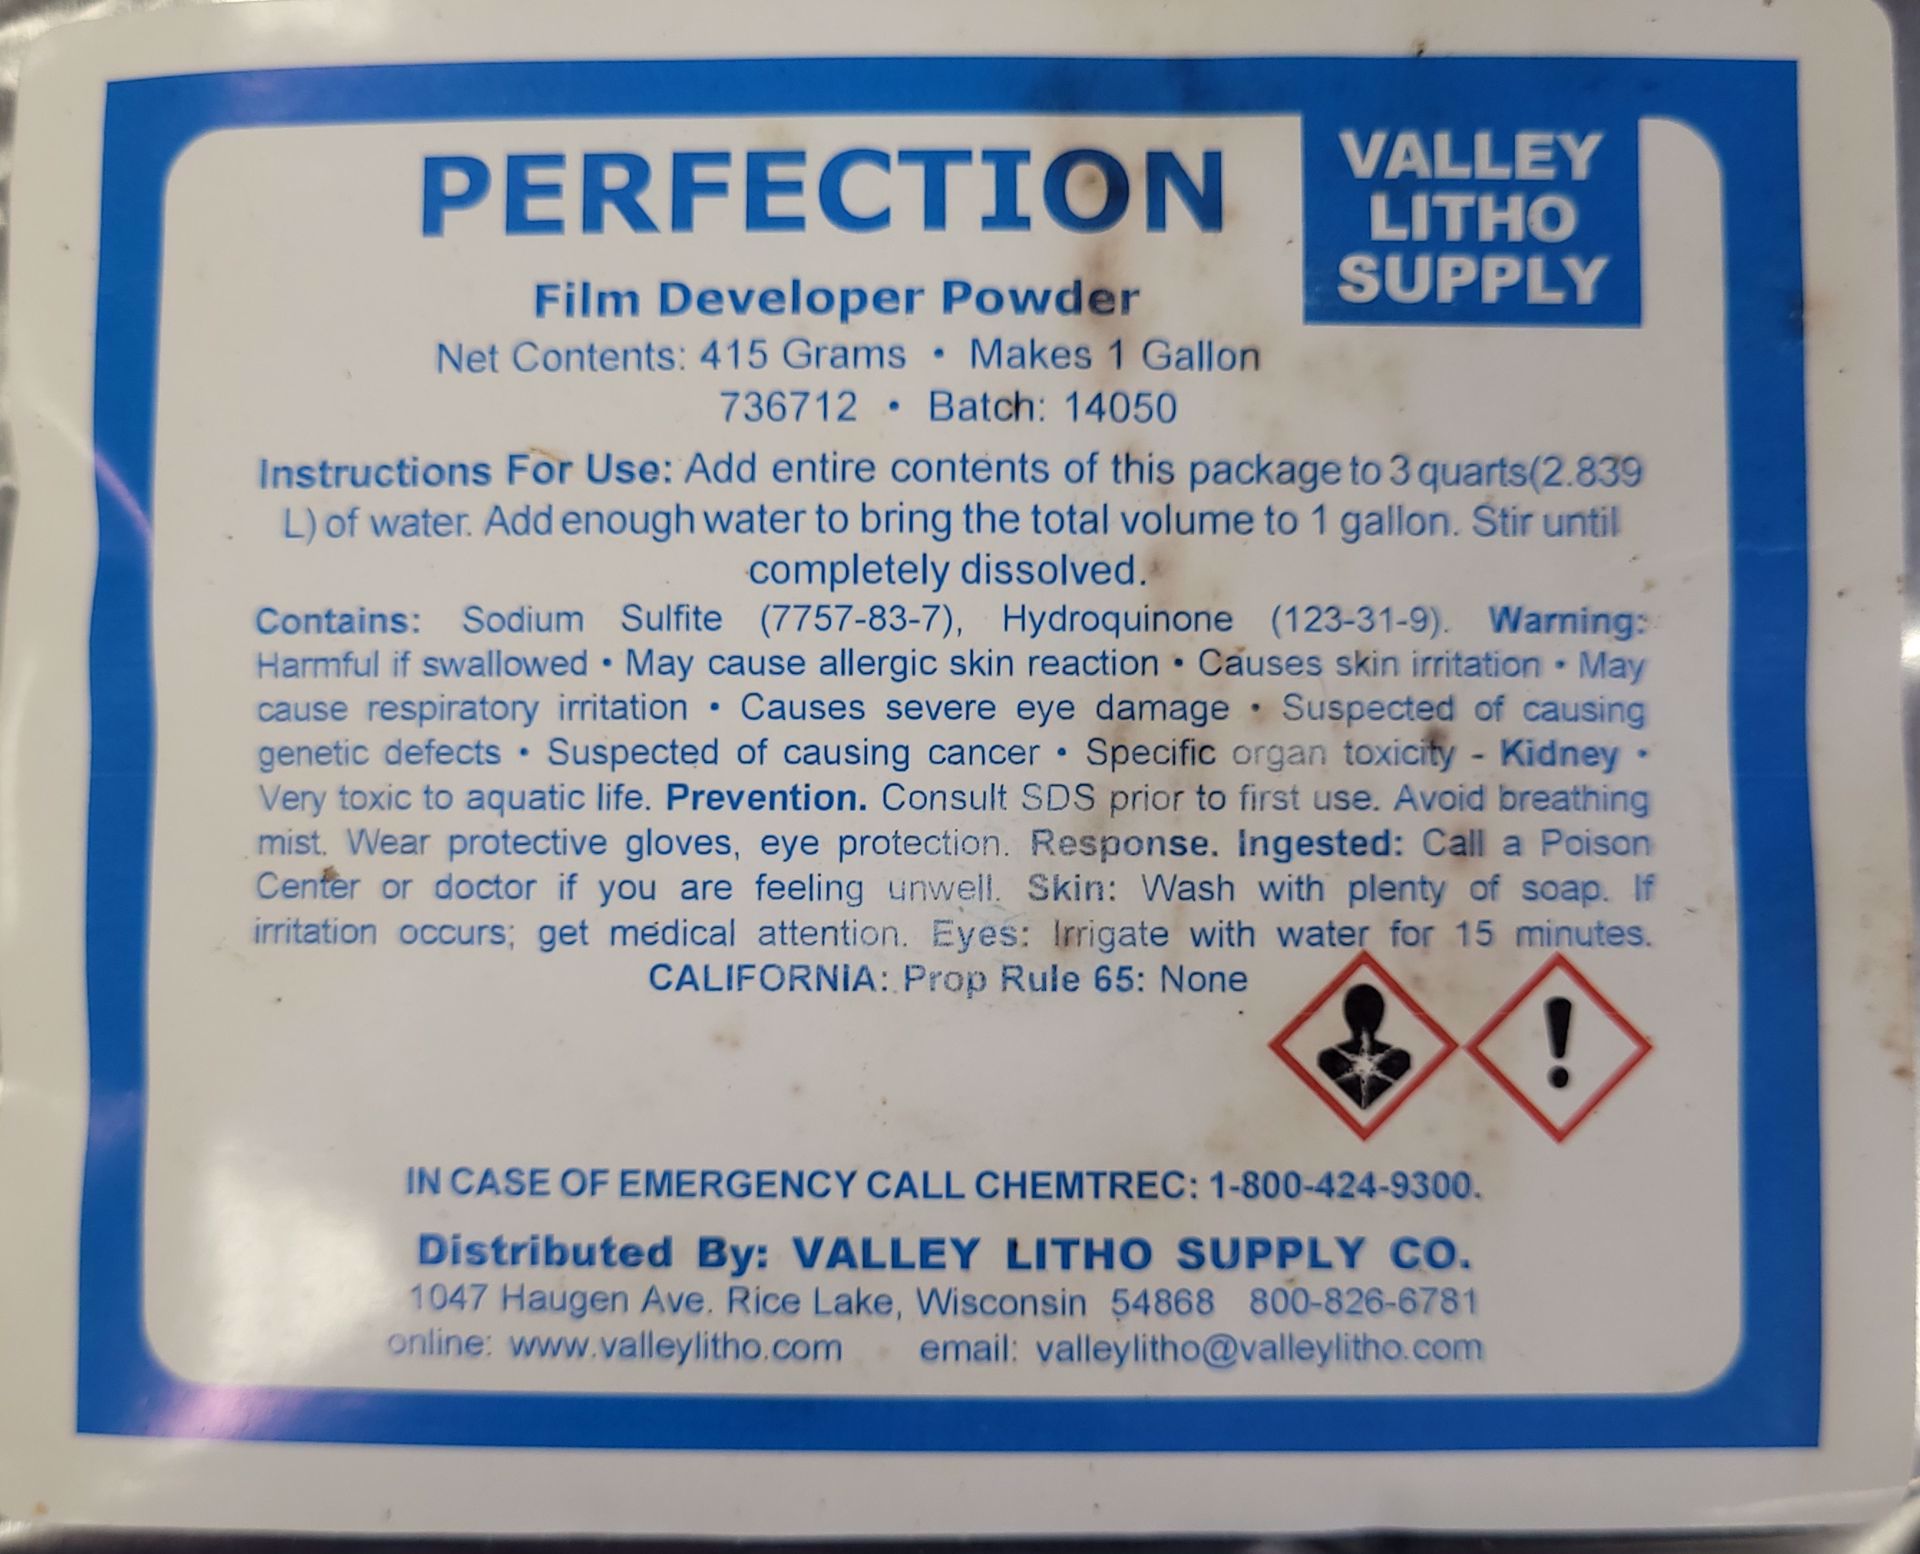 PERFECTION
VALLEY
LITHO
SUPPLY
Film Developer Powder
Net Contents: 415 Grams • Makes 1 Gallon
736712 • Batch: 14050
Instructions For Use: Add entire contents of this package to 3 quarts(2.839
L) of water. Add enough water to bring the total volume to 1 gallon. Stir until
completely dissolved.
Contains: Sodium Sulfite (7757-83-7), Hydroquinone (123-31-9). Warning:
Harmful if swallowed • May cause allergic skin reaction • Causes skin irritation • May
cause respiratory irritation • Causes severe eye damage • Suspected of causing
genetic defects • Suspected of causing cancer • Specific organ toxicity - Kidney •
Very toxic to aquatic life. Prevention. Consult SDS prior to first use. Avoid breathing
mist. Wear protective gloves, eye protection. Response. Ingested: Call a Poison
Center or doctor if you are feeling unwell. Skin: Wash with plenty of soap. If
irritation occurs; get medical attention. Eyes: Irrigate with water for 15 minutes.
CALIFORNIA: Prop Rule 65: None
IN CASE OF EMERGENCY CALL CHEMTREC: 1-800-424-9300.
Distributed By: VALLEY LITHO SUPPLY CO.
1047 Haugen Ave. Rice Lake, Wisconsin 54868 800-826-6781
online: www.valleylitho.com email: valleylitho@valleylitho.com